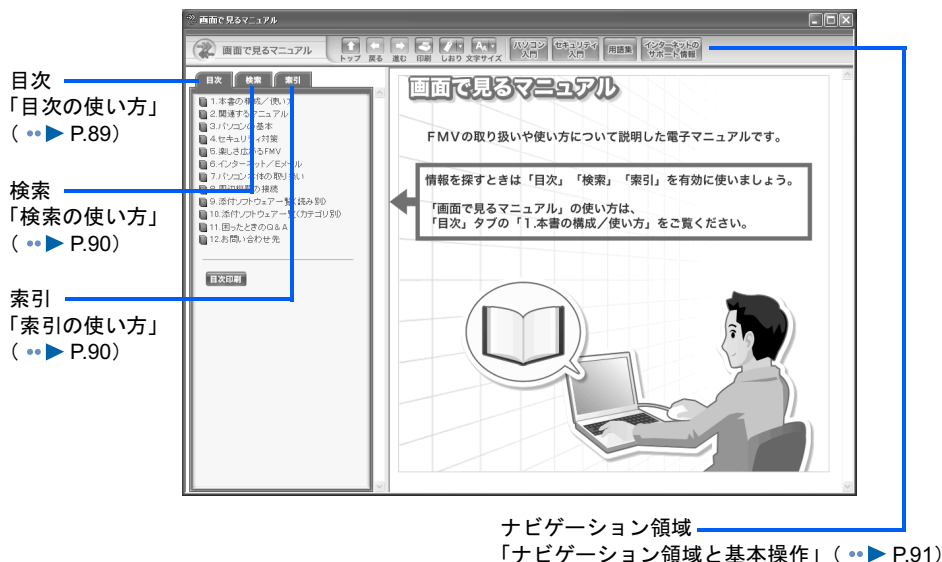 画面で見るマニュアル
画面で見るマニュアル
トップ 戻る 進む 印刷 しおり 文字サイズ
パソコン入門
セキュリティ入門
用語集
インターネットのサポート情報
目次
「目次の使い方」
( P.89)
検索
「検索の使い方」
( P.90)
索引
「索引の使い方」
( P.90)
目次 検索 索引
1.本書の構成/使い方
2.関連するマニュアル
3.パソコンの基本
4.セキュリティ対策
5.楽しさ広がるFMV
6.インターネット/Eメール
7.パソコン本体の取り扱い
8.周辺機器の接続
9.添付ソフトウェア一覧(読み別)
10.添付ソフトウェア一覧(カテゴリ別)
11.困ったときのQ&A
12.お問い合わせ先
目次印刷
画面で見るマニュアル
FMVの取り扱いや使い方について説明した電子マニュアルです。
情報を探すときは「目次」「検索」「索引」を有効に使いましょう。
「画面で見るマニュアル」の使い方は、
「目次」タブの「1.本書の構成/使い方」をご覧ください。
ナビゲーション領域
「ナビゲーション領域と基本操作」( P.91)